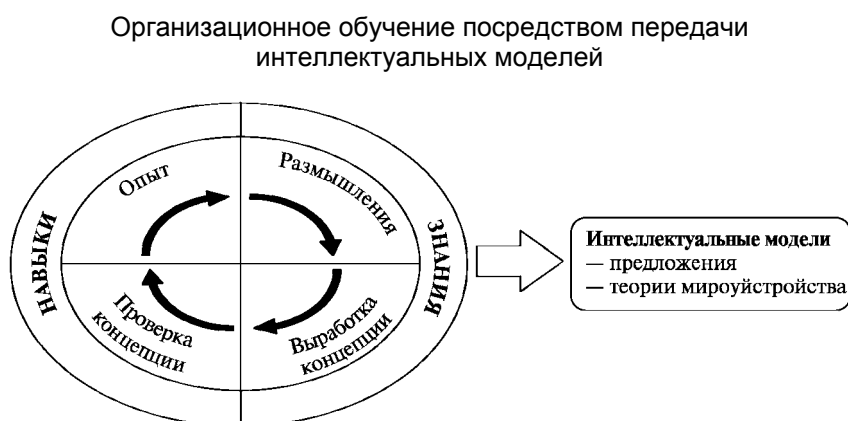 Организационное обучение посредством передачи
интеллектуальных моделей
Опыт
Размышления
НАВЫКИ
ЗНАНИЯ
Проверка
концепции
Выработка
концепции
Интеллектуальные модели
— предложения
— теории мироуйстройства